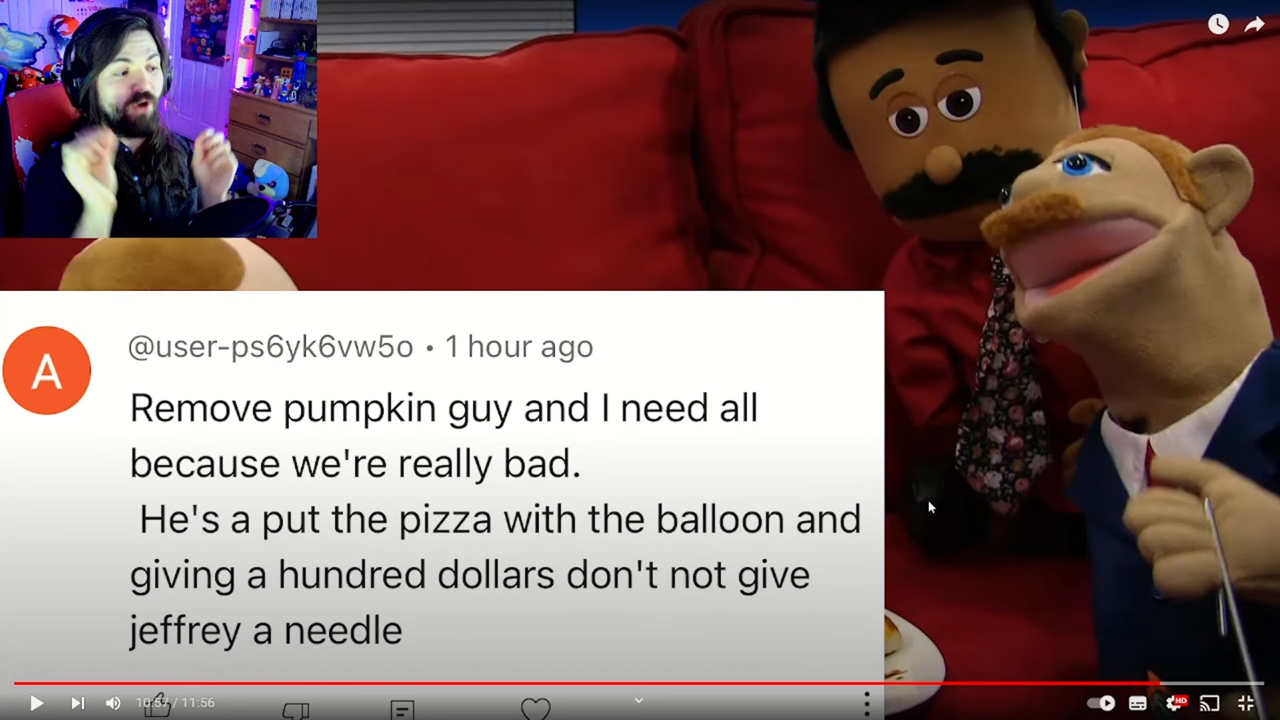 @user-ps6yk6vw5o • 1 hour ago
A
Remove pumpkin guy and I need all
because we're really bad.
He's a put the pizza with the balloon and
giving a hundred dollars don't not give
jeffrey a needle
10:57 / 11:56
HD